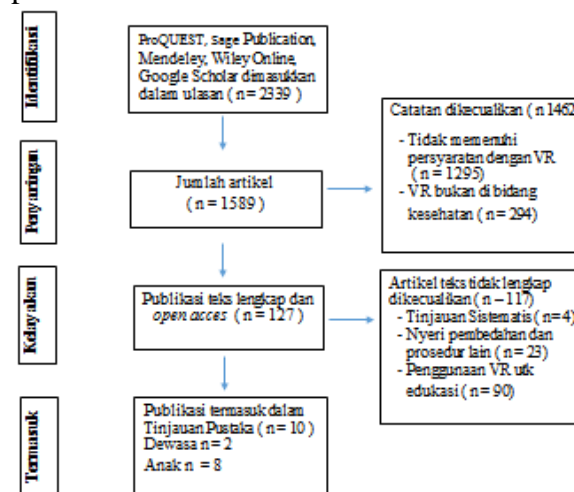 Identifikasi
ProQUEST, Sage Publication,
Mendeley, Wiley Online,
Google Scholar dimasukkan
dalam ulasan ( n= 2339 )
Catatan dikecualikan ( n 1462
- Tidak memenuhi
persyaratan dengan VR
( n = 1295)
- VR bukan di bidang
kesehatan ( n = 294)
Penyaringan
Jumlah artikel
( n = 1589 )
Kelayakan
Publikasi teks lengkap dan
open acces ( n = 127 )
Artikel teks tidak lengkap
dikecualikan ( n –117)
- Tinjauan Sistematis ( n= 4)
- Nyeri pembedahan dan
prosedur lain ( n = 23)
- Penggunaan VR utk
edukasi ( n = 90)
Termasuk
Publikasi termasuk dalam
Tinjauan Pustaka ( n = 10 )
Dewasa n= 2
Anak n = 8